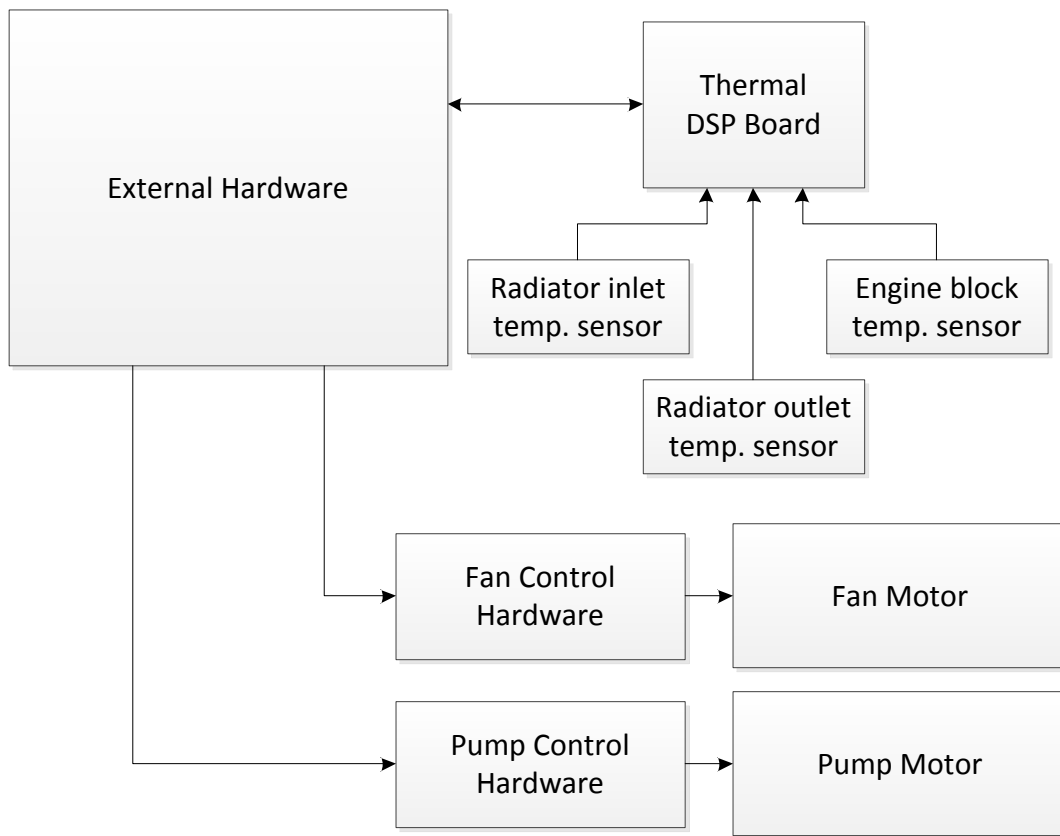 Thermal
DSP Board
External Hardware
Radiator inlet
temp. sensor
Engine block
temp. sensor
Radiator outlet
temp. sensor
Fan Control
Hardware
Fan Motor
Pump Control
Hardware
Pump Motor